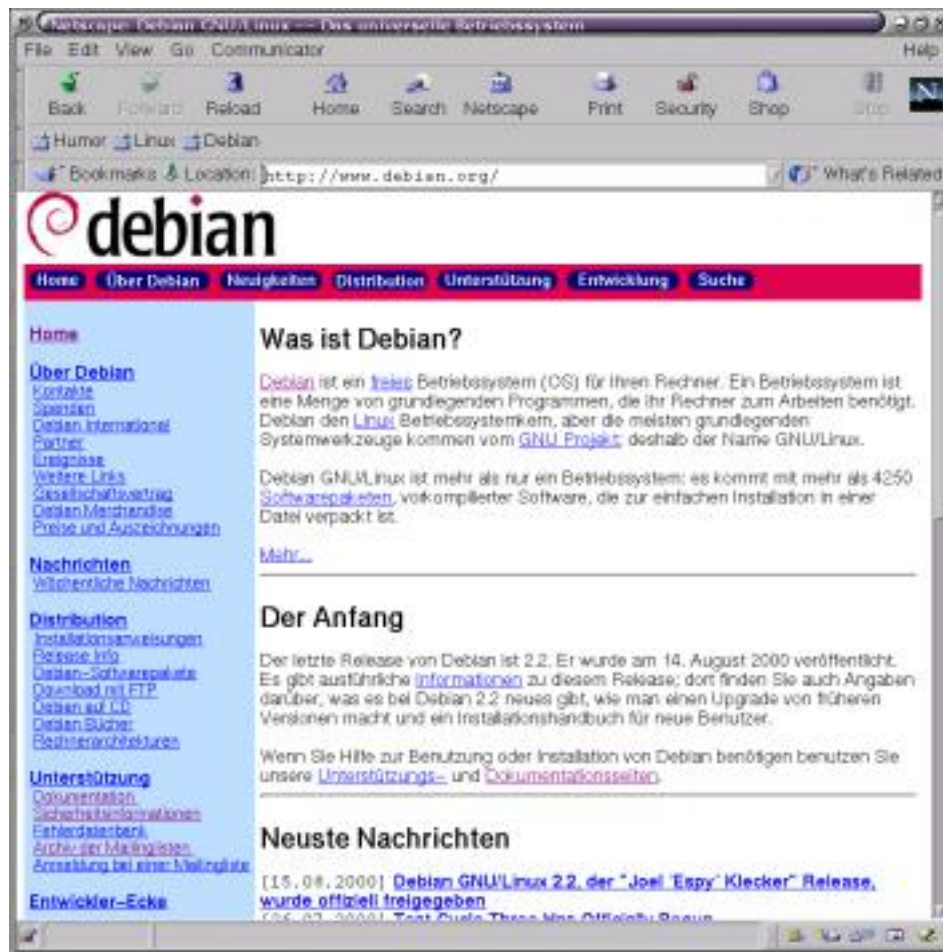 Netscape: Debian GNU/Linux -- Das universelle Betriebssystem
File Edit View Go Communicator Help
Back Forward Reload Home Search Netscape Print Security Shop Stop
Humor Linux Debian
Bookmarks Location: http://www.debian.org/ What's Related
debian
Home Über Debian Neuigkeiten Distribution Unterstützung Entwicklung Suche
Home
Über Debian
Kontakte
Spenden
Debian International
Partner
Ereignisse
Weitere Links
Gesellschaftsvertrag
Debian Merchandise
Preise und Auszeichnungen
Nachrichten
Wöchentliche Nachrichten
Distribution
Installationsanweisungen
Release Info
Debian-Softwarepakete
Download mit FTP
Debian auf CD
Debian Bücher
Rechnerarchitekturen
Unterstützung
Dokumentation
Sicherheitsinformationen
Fehlerdatenbank
Archiv der Mailinglisten
Anmeldung bei einer Mailingliste
Entwickler-Ecke
Was ist Debian?
Debian ist ein freies Betriebssystem (OS) für Ihren Rechner. Ein Betriebssystem ist
eine Menge von grundlegenden Programmen, die Ihr Rechner zum Arbeiten benötigt.
Debian den Linux Betriebssystemkern, aber die meisten grundlegenden
Systemwerkzeuge kommen vom GNU Projekt; deshalb der Name GNU/Linux.
Debian GNU/Linux ist mehr als nur ein Betriebssystem: es kommt mit mehr als 4250
Softwarepaketen, vorkompilierter Software, die zur einfachen Installation in einer
Datei verpackt ist.
Mehr...
Der Anfang
Der letzte Release von Debian ist 2.2. Er wurde am 14. August 2000 veröffentlicht.
Es gibt ausführliche Informationen zu diesem Release; dort finden Sie auch Angaben
darüber, was es bei Debian 2.2 neues gibt, wie man einen Upgrade von früheren
Versionen macht und ein Installationshandbuch für neue Benutzer.
Wenn Sie Hilfe zur Benutzung oder Installation von Debian benötigen benutzen Sie
unsere Unterstützungs- und Dokumentationsseiten.
Neuste Nachrichten
[15.08.2000] Debian GNU/Linux 2.2, der "Joel 'Espy' Klecker" Release,
wurde offiziell freigegeben
[26.07.2000] Test Cycle Three Has Officially Begun